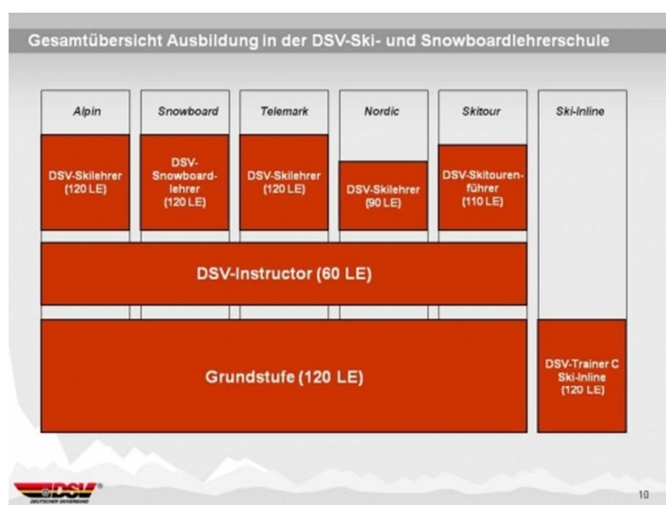 Gesamtübersicht Ausbildung in der DSV-Ski- und Snowboardlehrerschule
Alpin
Snowboard
Telemark
Nordic
Skitour
Ski-Inline
DSV-Skilehrer
(120 LE)
DSV-
Snowboard-
lehrer
(120 LE)
DSV-Skilehrer
(120 LE)
DSV-Skilehrer
(90 LE)
DSV-Skitouren-
führer
(110 LE)
DSV-Instructor (60 LE)
Grundstufe (120 LE)
DSV-Trainer C
Ski-Inline
(120 LE)
DSV
DEUTSCHER SKIVERBAND
10